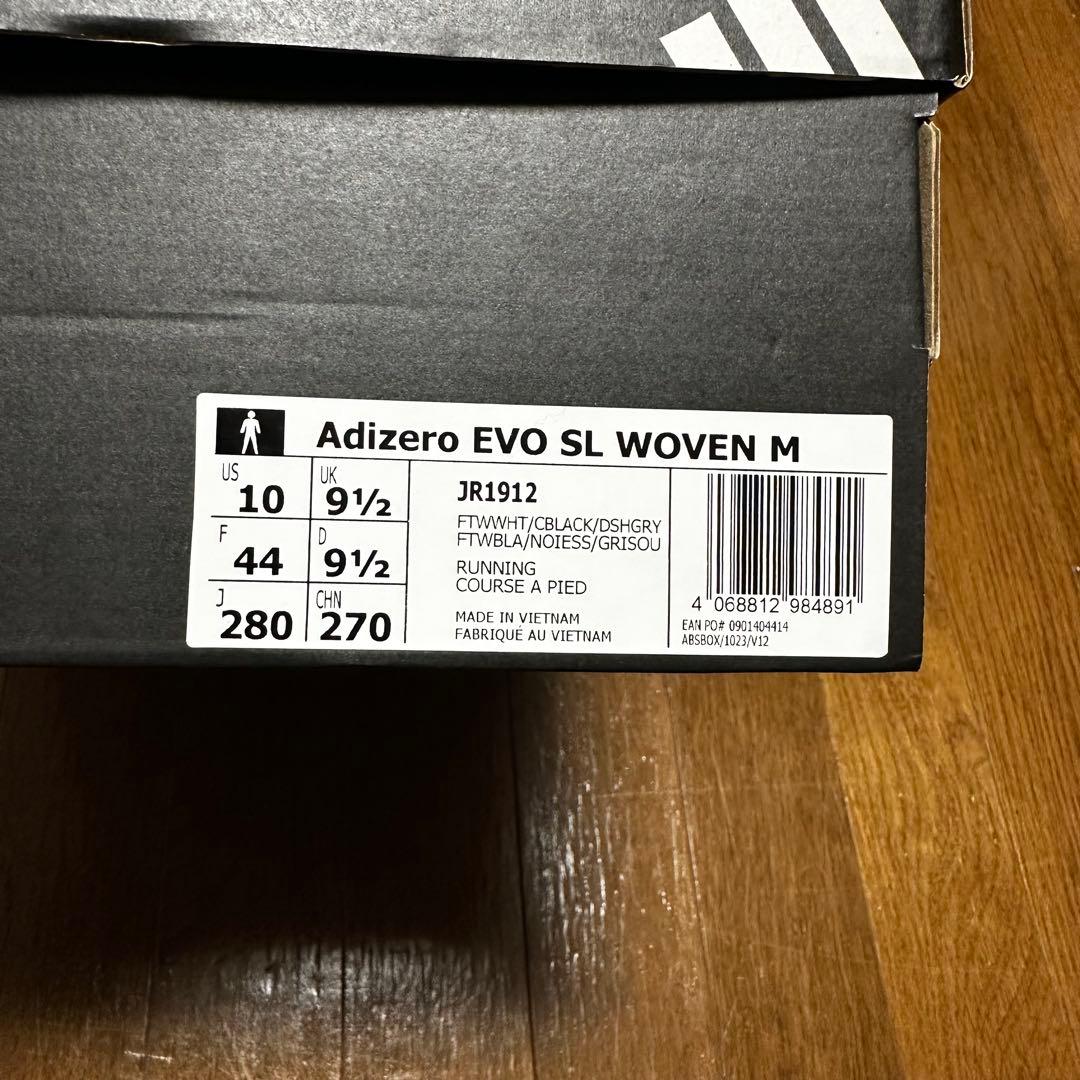 Adizero EVO SL WOVEN M
US 10 UK 9½
F 44 D 9½
J 280 CHN 270
JR1912
FTWWHT/CBLACK/DSHGRY
FTWBLA/NOIESS/GRISOU
RUNNING
COURSE A PIED
MADE IN VIETNAM
FABRIQUÉ AU VIETNAM
4 068812 984891
EAN PO# 0901404414
ABSBOX/1023/V12